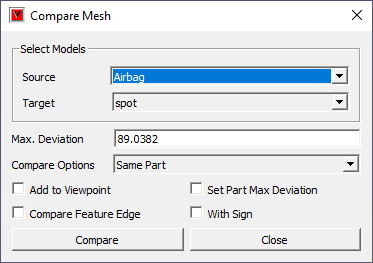 Compare Mesh
Select Models
Source Airbag
Target spot
Max. Deviation 89.0382
Compare Options Same Part
Add to Viewpoint Set Part Max Deviation
Compare Feature Edge With Sign
Compare Close